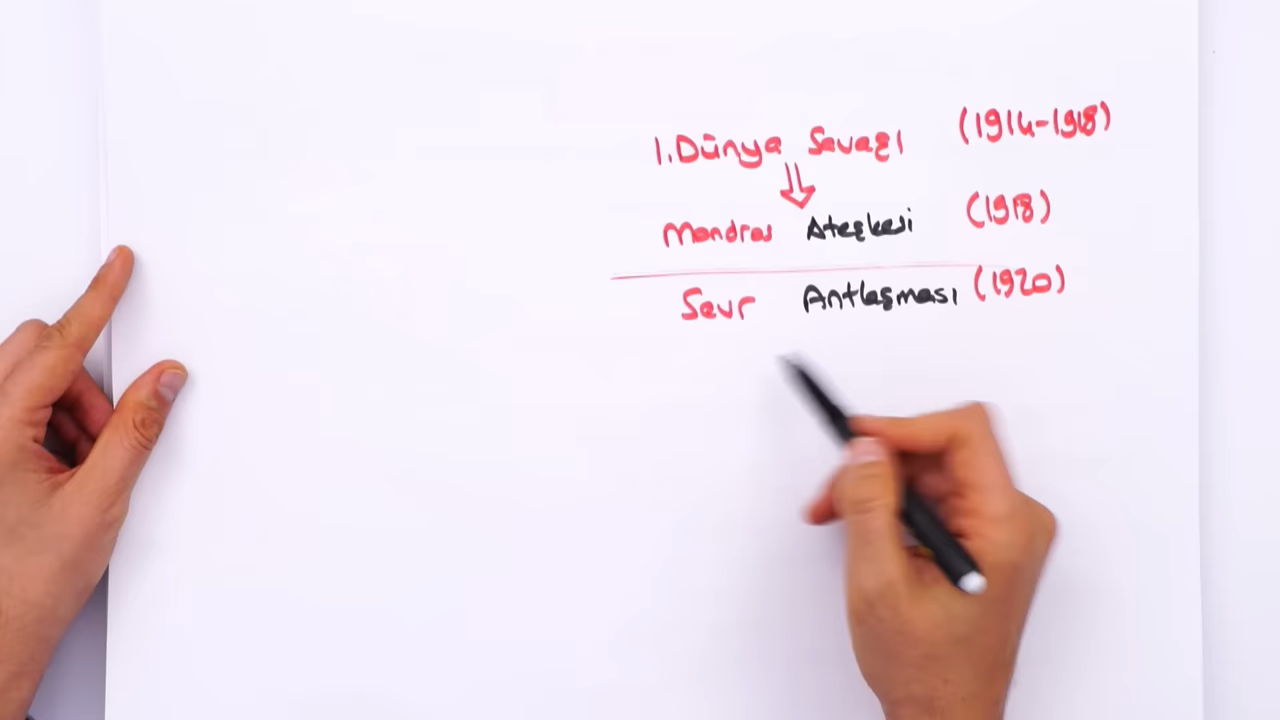 1. Dünya Savaşı (1914-1918)
Mondros Ateşkesi (1918)
Sevr Antlaşması (1920)